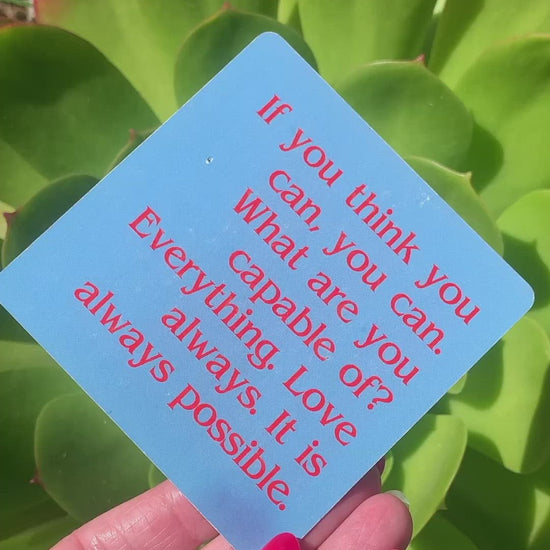 If you think you
can, you can.
What are you
capable of?
Everything. Love
always. It is
always possible.